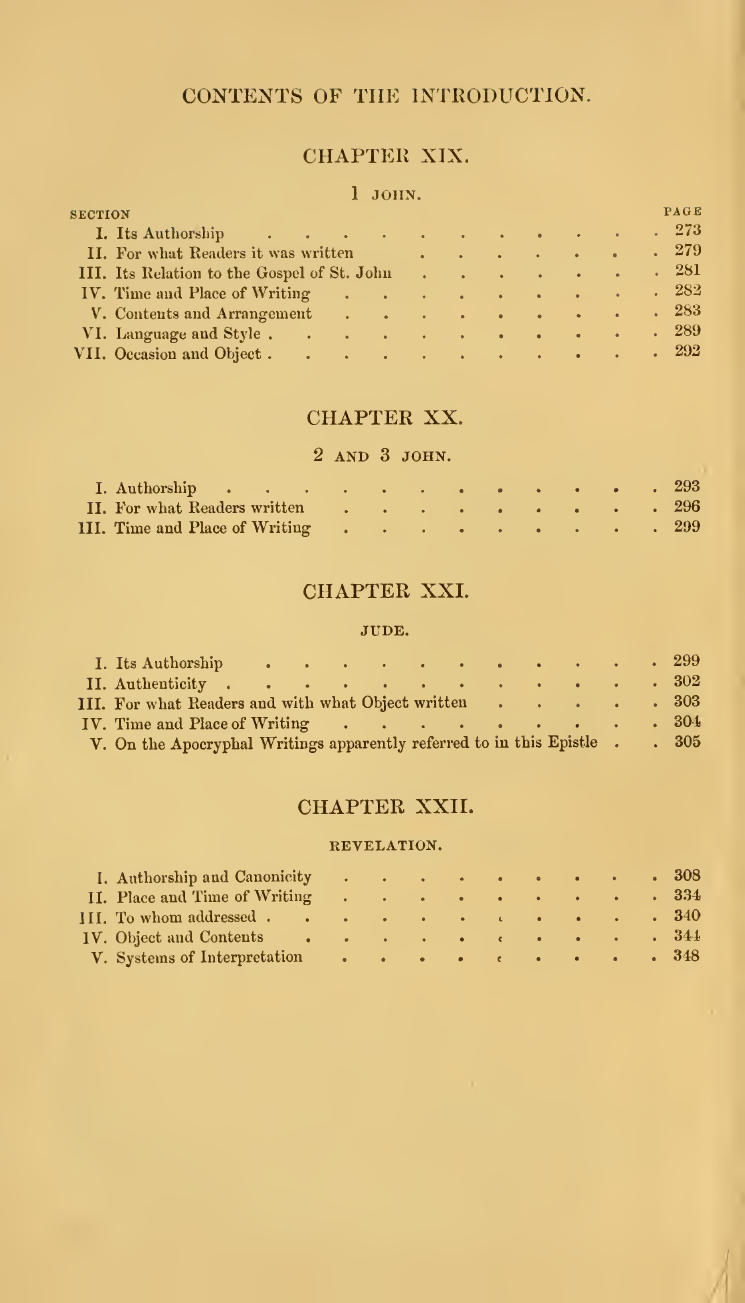 CONTENTS OF THE INTRODUCTION.
CHAPTER XIX.
1 JOHN.
SECTION PAGE
I. Its Authorship . . . . . . . . . . . 273
II. For what Readers it was written . . . . . . . 279
III. Its Relation to the Gospel of St. John . . . . . . . 281
IV. Time and Place of Writing . . . . . . . . . 282
V. Contents and Arrangement . . . . . . . . . 283
VI. Language and Style . . . . . . . . . . . 289
VII. Occasion and Object . . . . . . . . . . . 292
CHAPTER XX.
2 AND 3 JOHN.
I. Authorship . . . . . . . . . . . . 293
II. For what Readers written . . . . . . . . . 296
III. Time and Place of Writing . . . . . . . . . 299
CHAPTER XXI.
JUDE.
I. Its Authorship . . . . . . . . . . . 299
II. Authenticity . . . . . . . . . . . . 302
III. For what Readers and with what Object written . . . . . 303
IV. Time and Place of Writing . . . . . . . . . 304
V. On the Apocryphal Writings apparently referred to in this Epistle . . 305
CHAPTER XXII.
REVELATION.
I. Authorship and Canonicity . . . . . . . . . 308
II. Place and Time of Writing . . . . . . . . . 334
III. To whom addressed . . . . . . . . . . . 340
IV. Object and Contents . . . . . . . . . . 344
V. Systems of Interpretation . . . . . . . . . 348